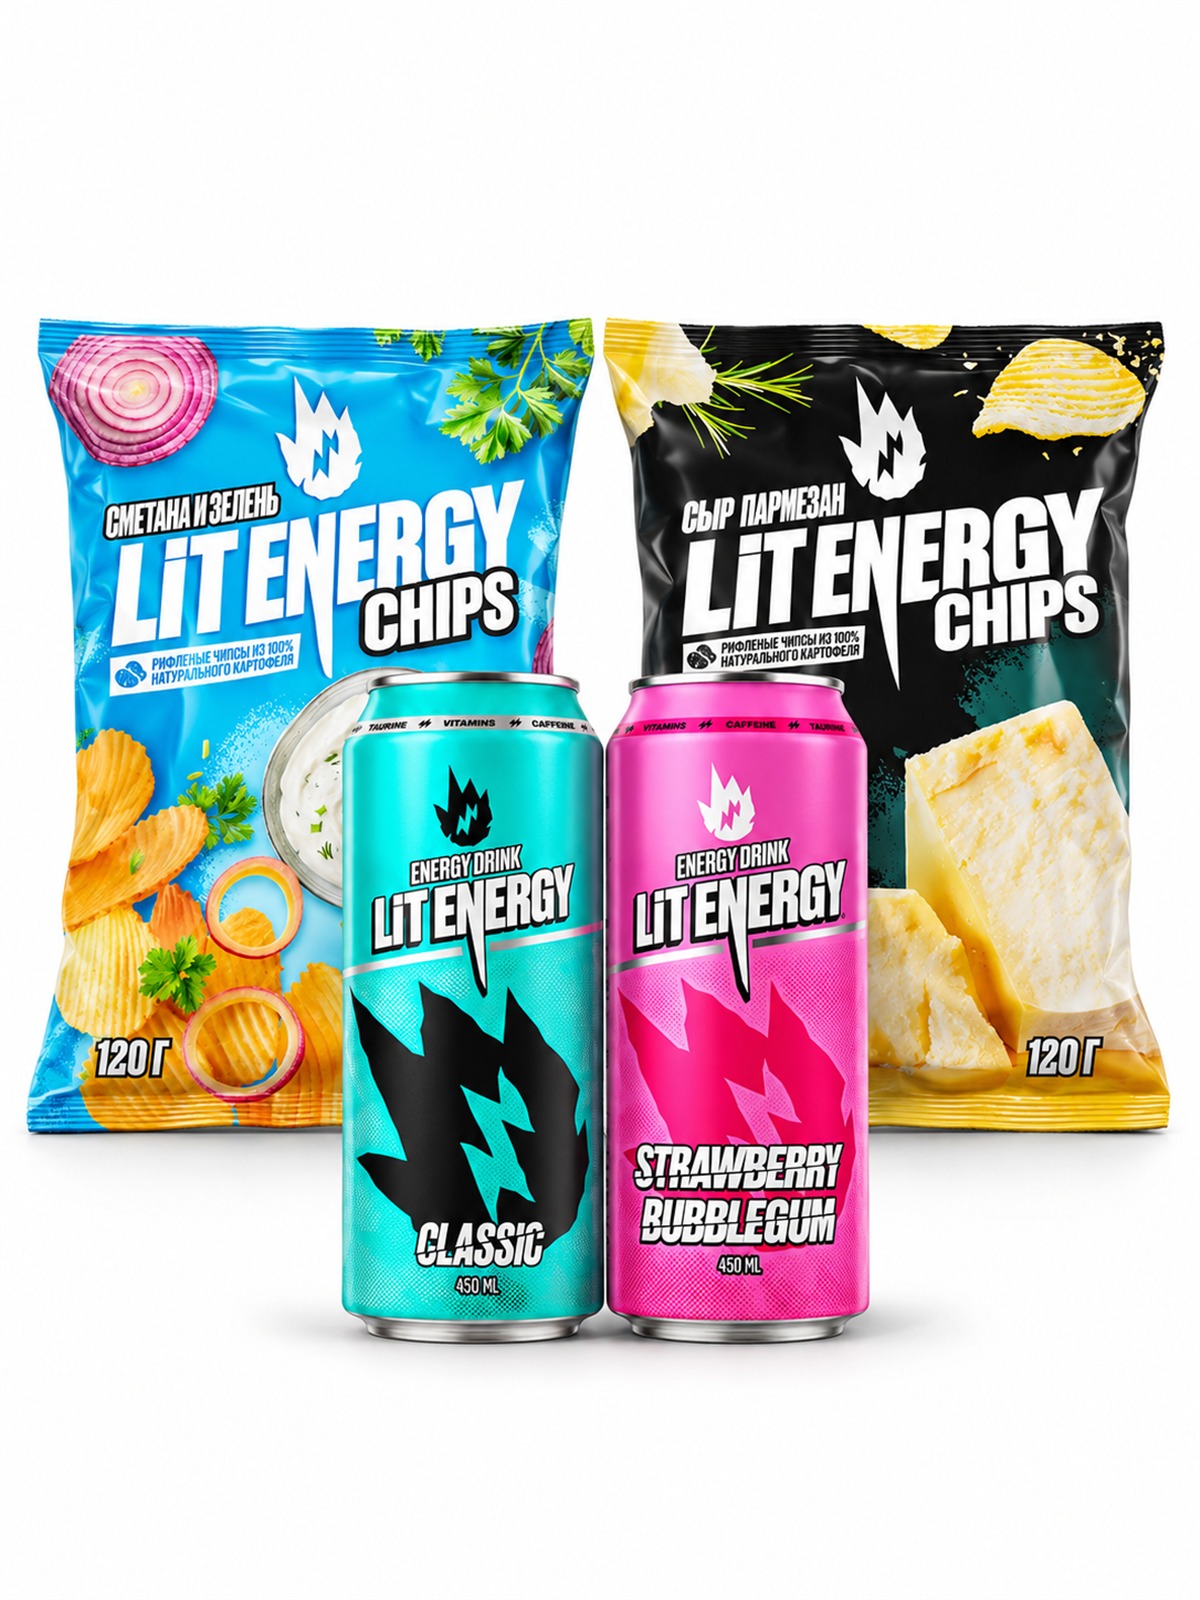 СМЕТАНА И ЗЕЛЕНЬ
LIT ENERGY
CHIPS
РИФЛЕНЫЕ ЧИПСЫ ИЗ 100%
НАТУРАЛЬНОГО КАРТОФЕЛЯ
120 Г
СЫР ПАРМЕЗАН
LIT ENERGY
CHIPS
РИФЛЕНЫЕ ЧИПСЫ ИЗ 100%
НАТУРАЛЬНОГО КАРТОФЕЛЯ
120 Г
TAURINE VITAMINS CAFFEINE
ENERGY DRINK
LIT ENERGY
CLASSIC
450 ML
VITAMINS CAFFEINE TAURINE
ENERGY DRINK
LIT ENERGY
STRAWBERRY
BUBBLEGUM
450 ML